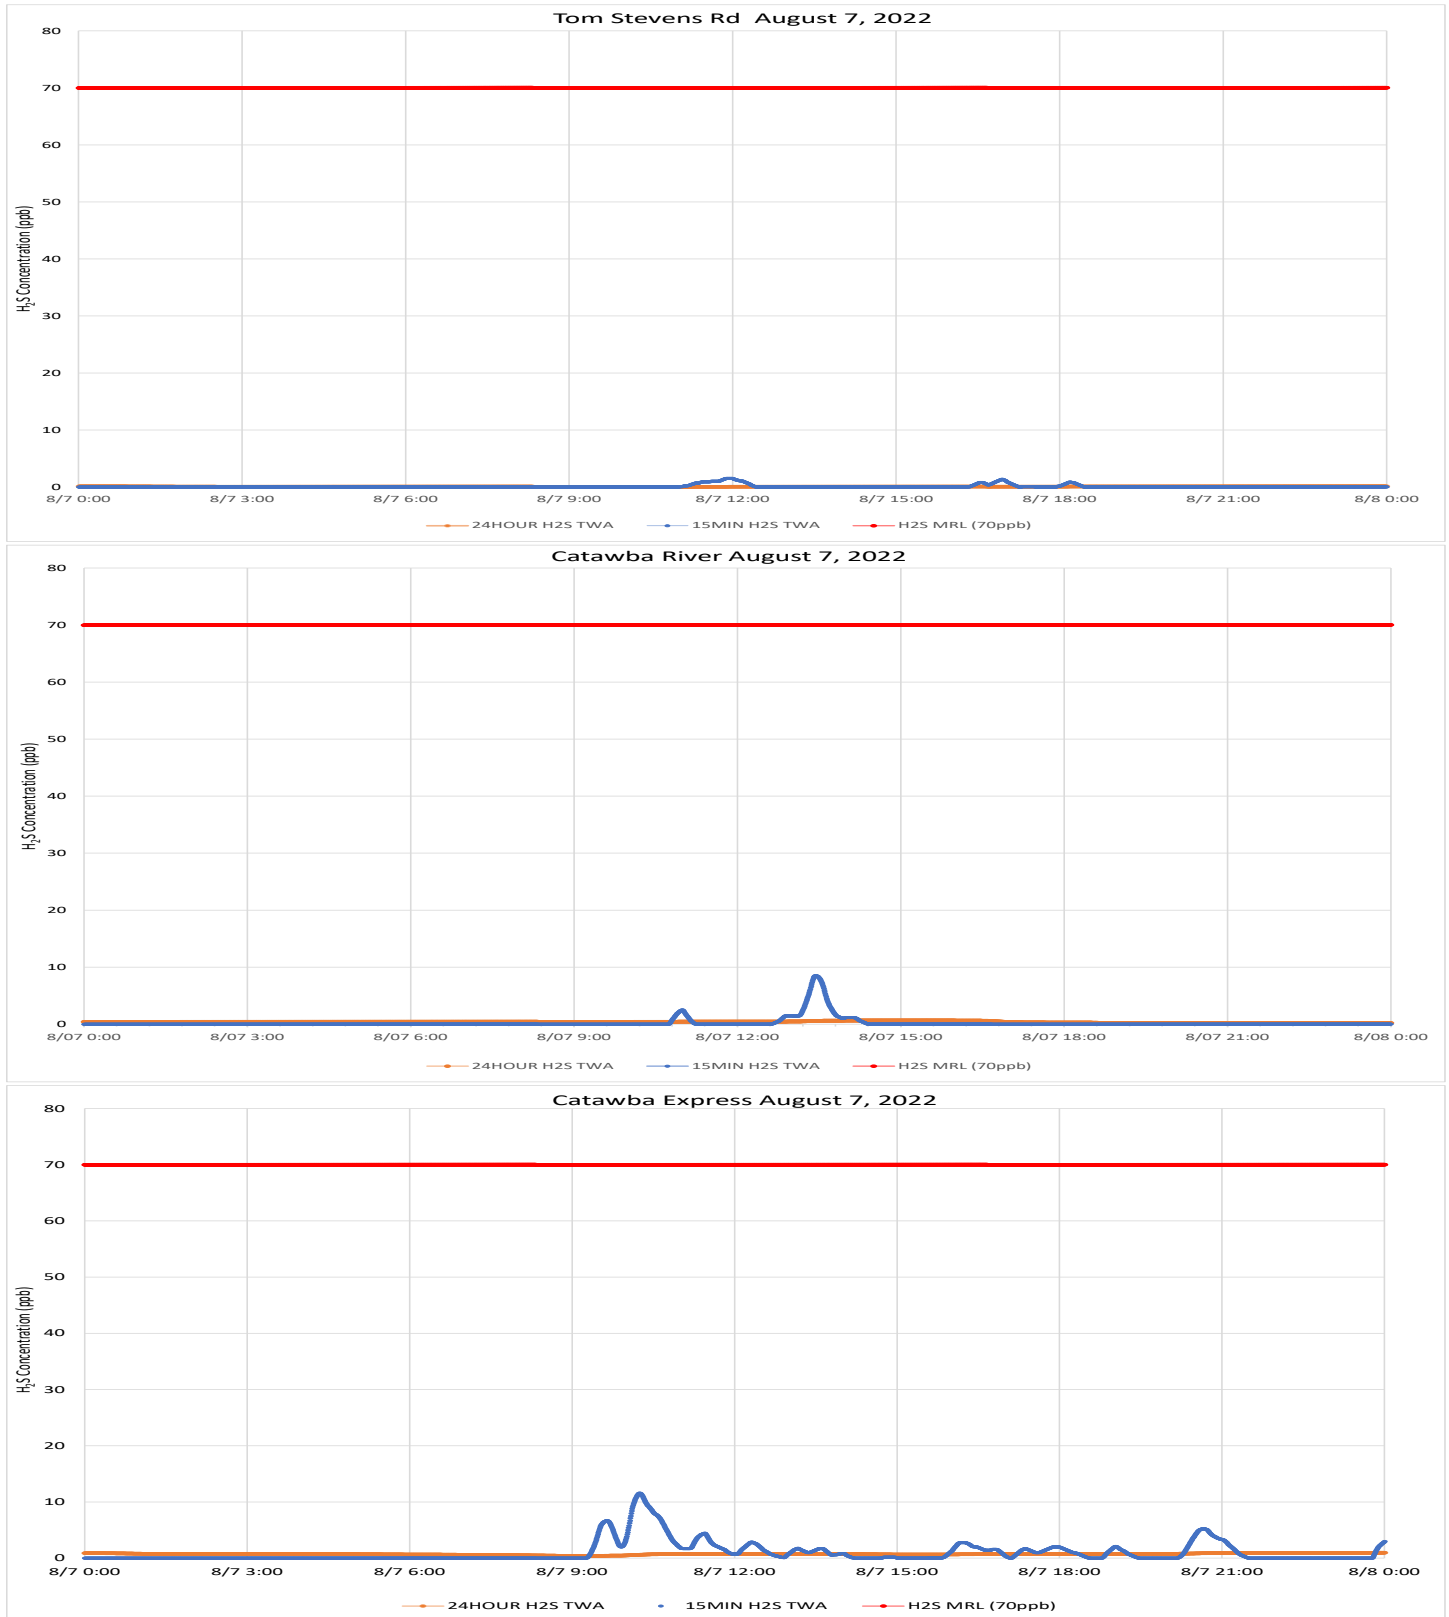 Tom Stevens Rd  August 7, 2022
80
70
60
50
40
30
20
10
0
H2S Concentration (ppb)
8/7 0:00 8/7 3:00 8/7 6:00 8/7 9:00 8/7 12:00 8/7 15:00 8/7 18:00 8/7 21:00 8/8 0:00
24HOUR H2S TWA 15MIN H2S TWA H2S MRL (70ppb)
Catawba River August 7, 2022
80
70
60
50
40
30
20
10
0
H2S Concentration (ppb)
8/07 0:00 8/07 3:00 8/07 6:00 8/07 9:00 8/07 12:00 8/07 15:00 8/07 18:00 8/07 21:00 8/08 0:00
24HOUR H2S TWA 15MIN H2S TWA H2S MRL (70ppb)
Catawba Express August 7, 2022
80
70
60
50
40
30
20
10
0
H2S Concentration (ppb)
8/7 0:00 8/7 3:00 8/7 6:00 8/7 9:00 8/7 12:00 8/7 15:00 8/7 18:00 8/7 21:00 8/8 0:00
24HOUR H2S TWA 15MIN H2S TWA H2S MRL (70ppb)